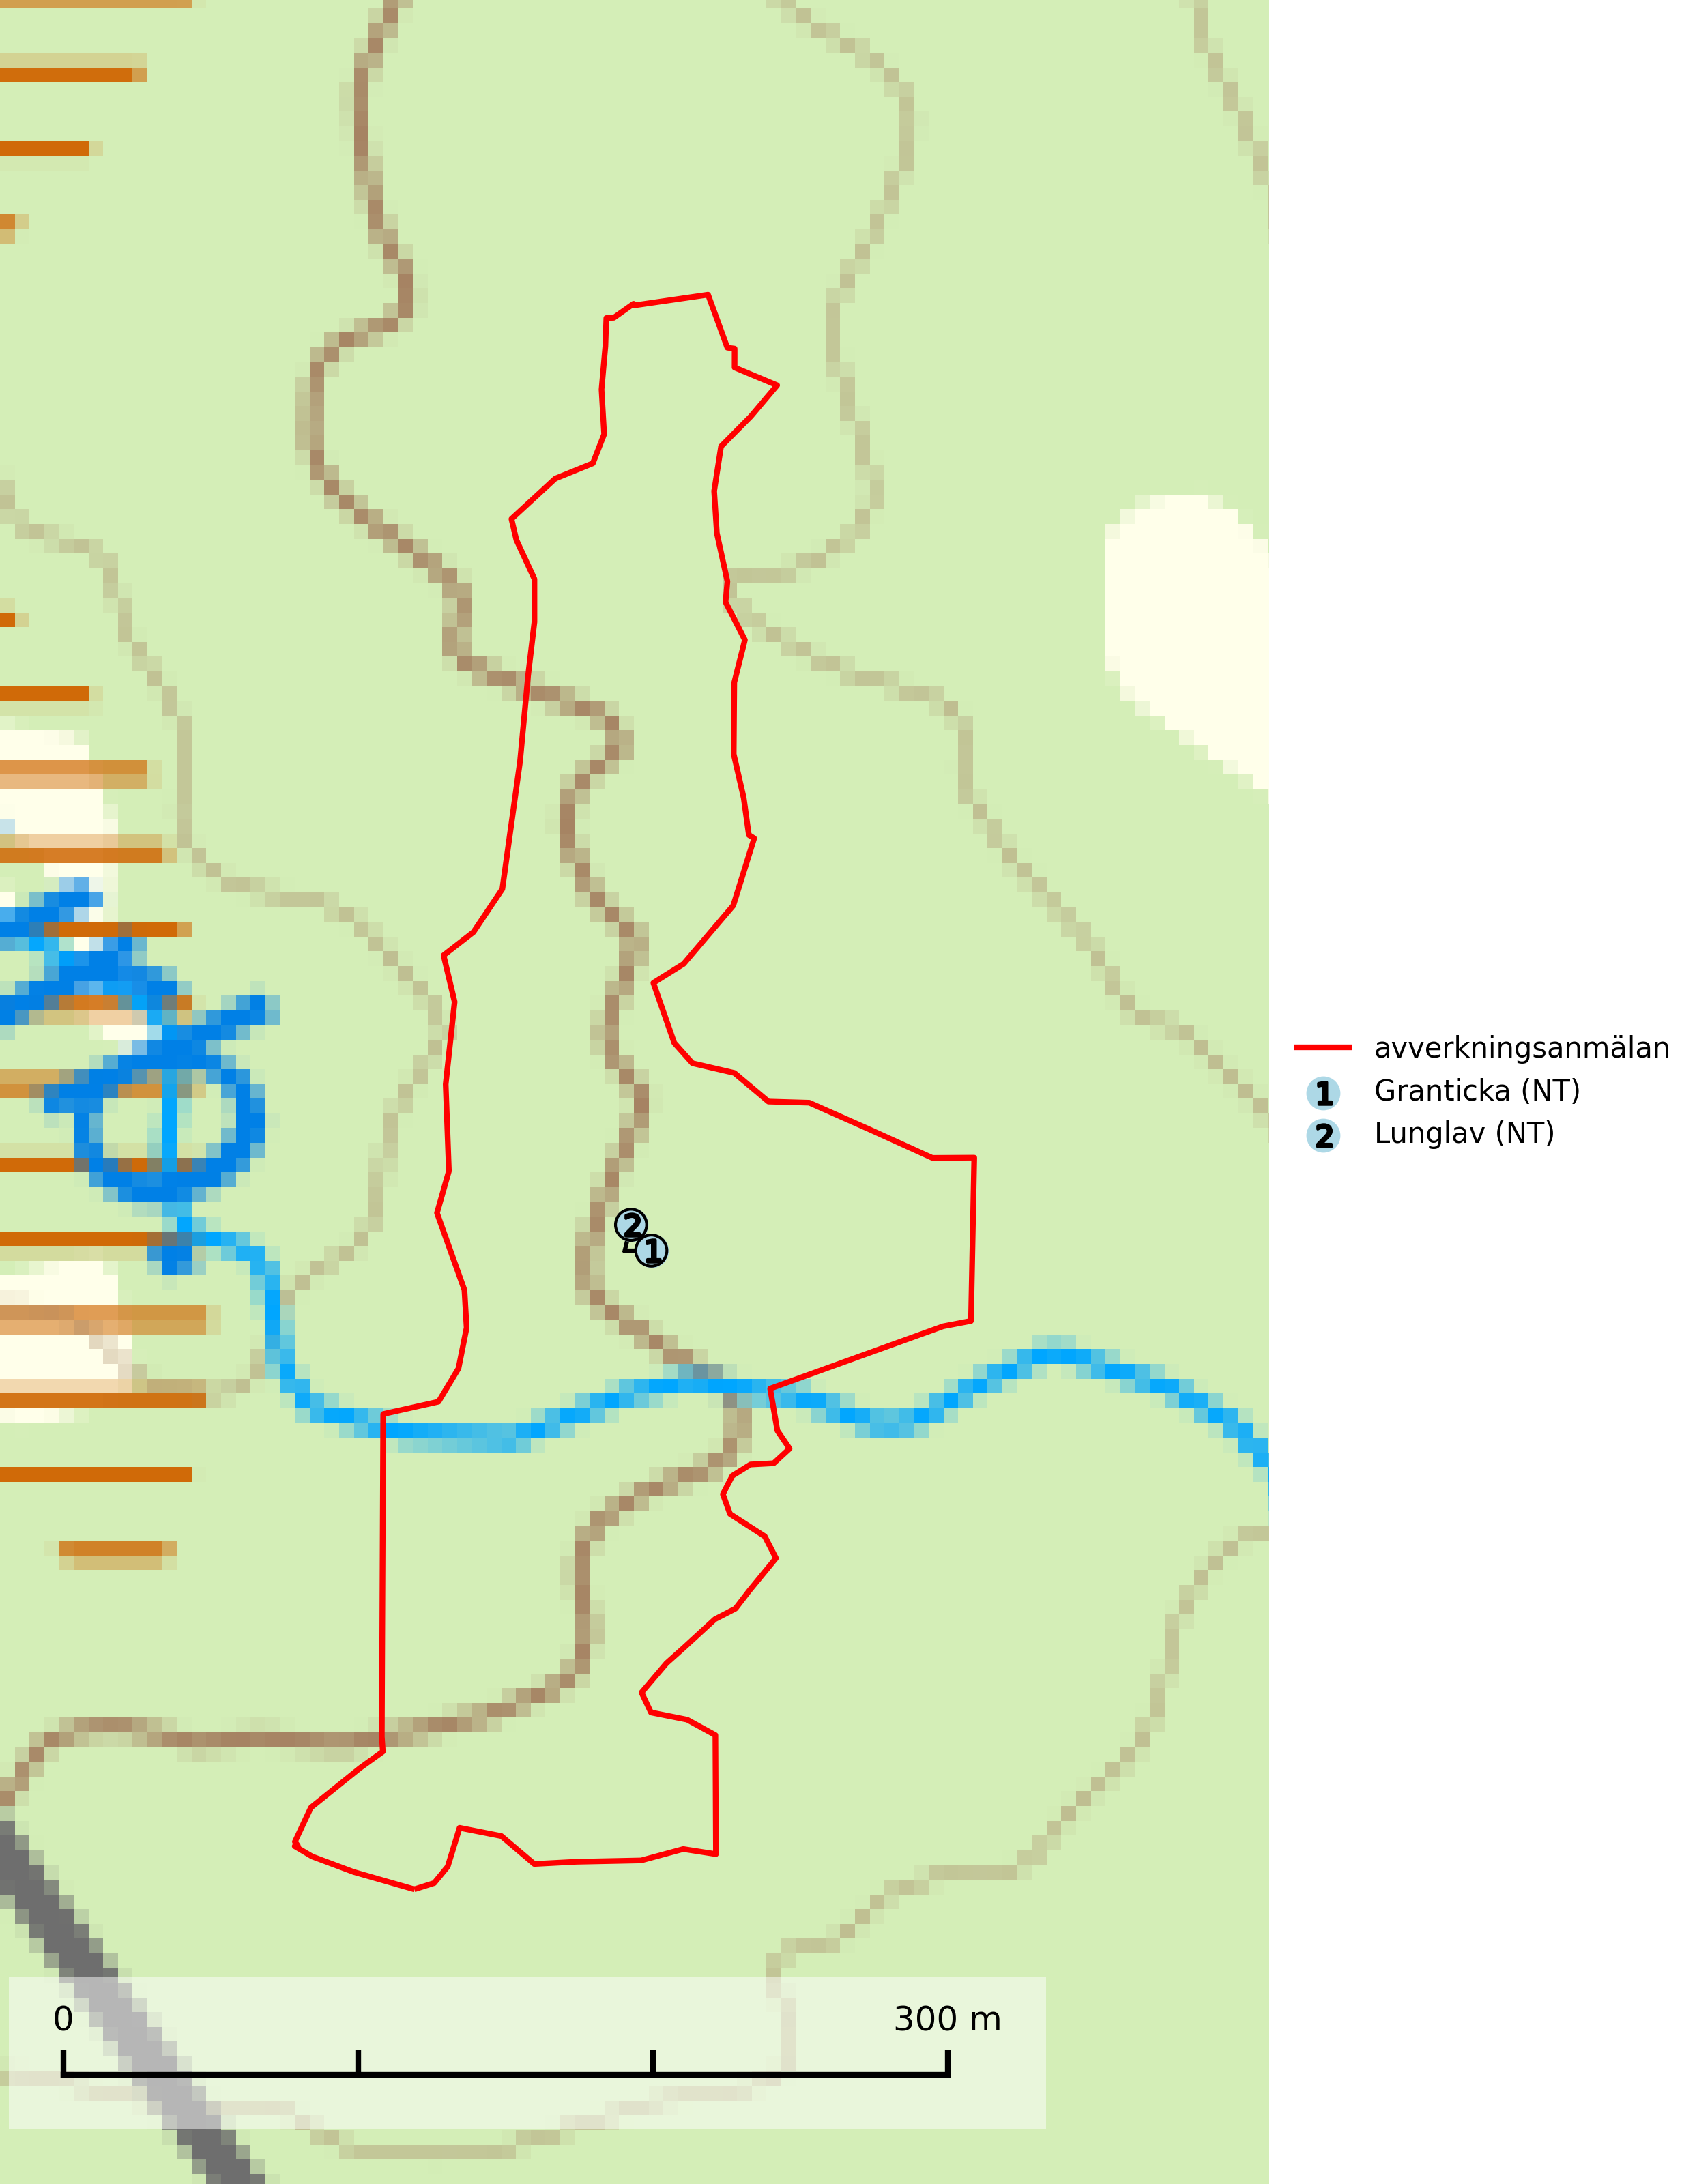 avverkningsanmälan
1 Granticka (NT)
2 Lunglav (NT)
2
1
0 300 m